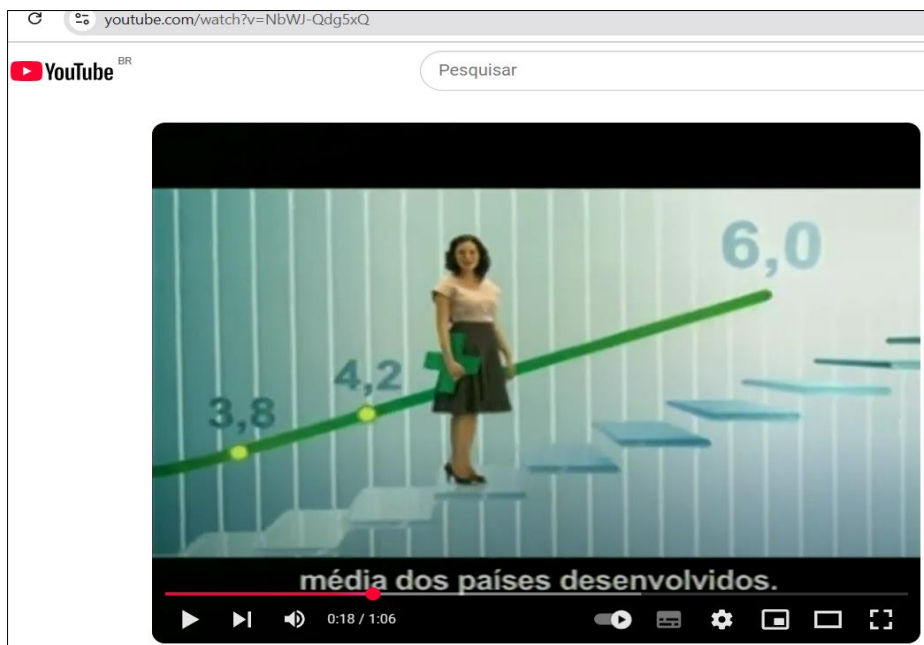 youtube.com/watch?v=NbWJ-Qdg5xQ
YouTube BR
Pesquisar
6,0
4,2
3,8
média dos países desenvolvidos.
0:18 / 1:06